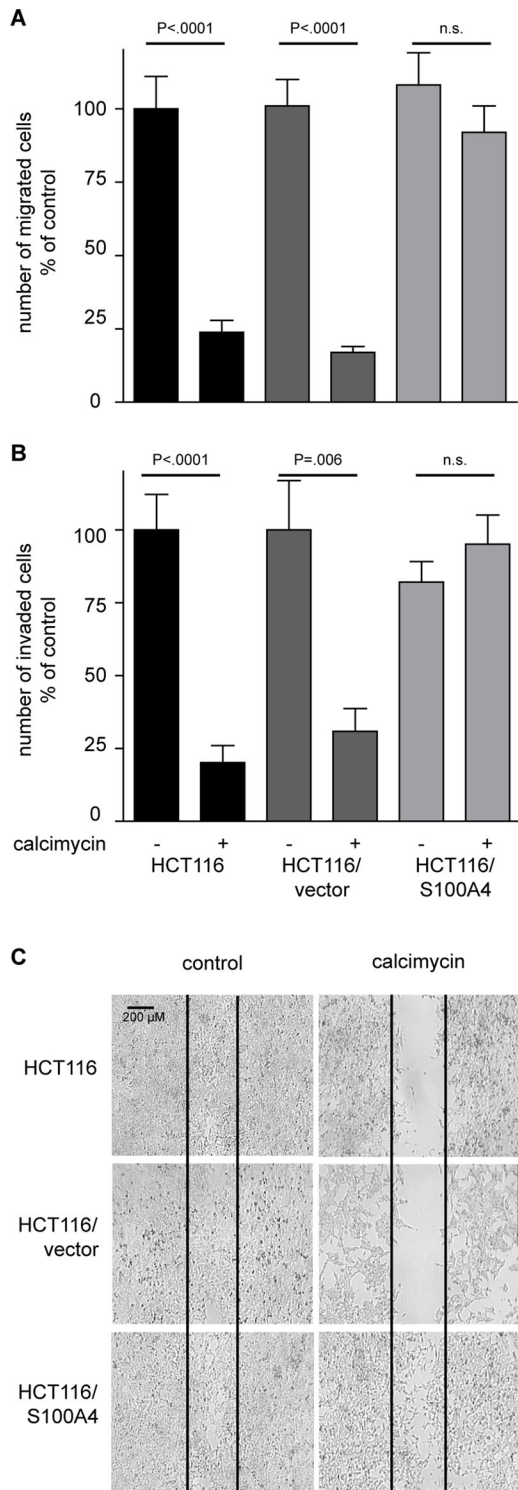 A
P<.0001 P<.0001 n.s.
number of migrated cells
% of control
100
75
50
25
0
B
P<.0001 P=.006 n.s.
number of invaded cells
% of control
100
75
50
25
0
calcimycin - + - + - +
HCT116 HCT116/ HCT116/
vector S100A4
C
control calcimycin
200 µM
HCT116
HCT116/
vector
HCT116/
S100A4